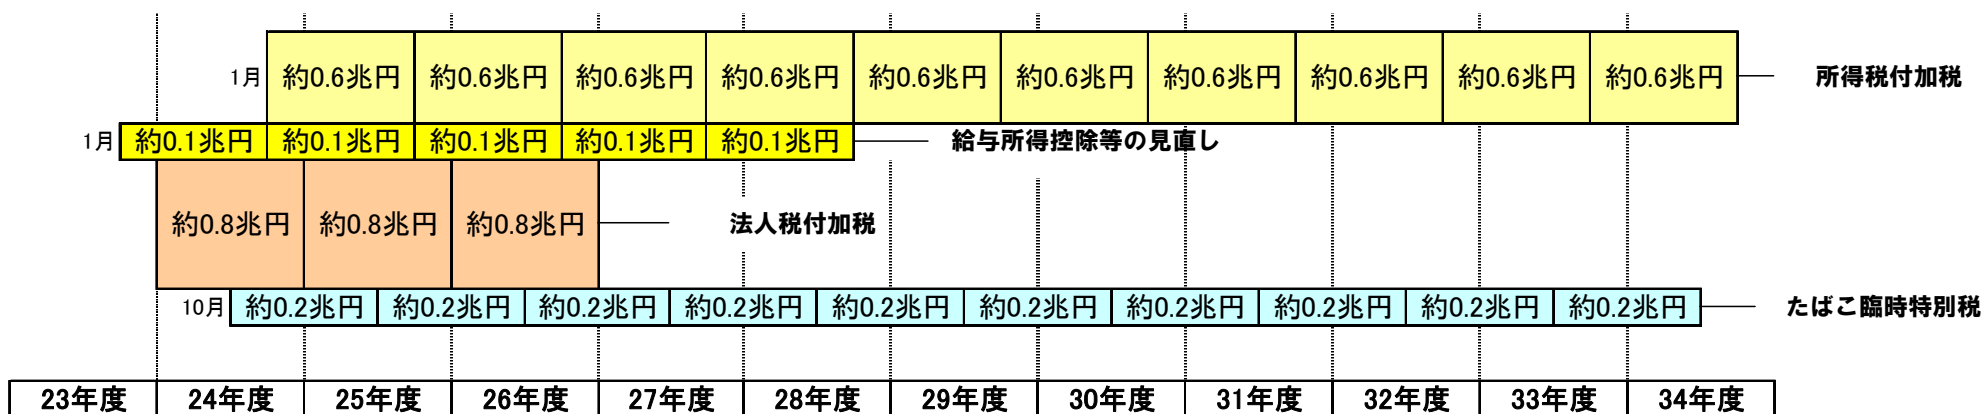 1月 約0.6兆円 約0.6兆円 約0.6兆円 約0.6兆円 約0.6兆円 約0.6兆円 約0.6兆円 約0.6兆円 約0.6兆円 約0.6兆円 所得税付加税
1月 約0.1兆円 約0.1兆円 約0.1兆円 約0.1兆円 約0.1兆円 給与所得控除等の見直し
約0.8兆円 約0.8兆円 約0.8兆円 法人税付加税
10月 約0.2兆円 約0.2兆円 約0.2兆円 約0.2兆円 約0.2兆円 約0.2兆円 約0.2兆円 約0.2兆円 約0.2兆円 約0.2兆円 たばこ臨時特別税
23年度 24年度 25年度 26年度 27年度 28年度 29年度 30年度 31年度 32年度 33年度 34年度